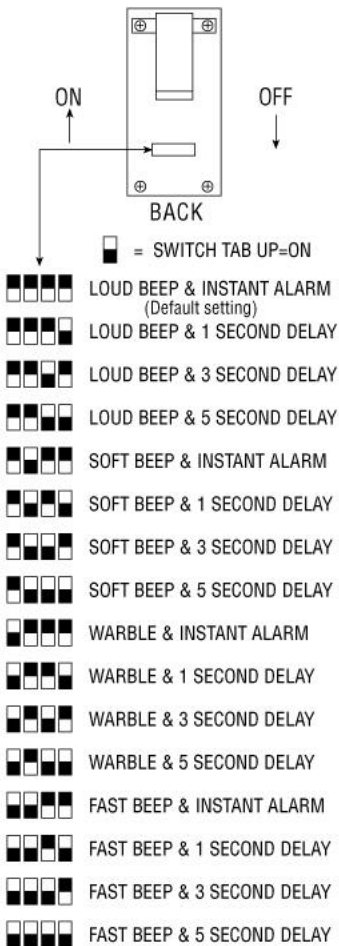 ON
OFF
BACK
= SWITCH TAB UP=ON
LOUD BEEP & INSTANT ALARM
(Default setting)
LOUD BEEP & 1 SECOND DELAY
LOUD BEEP & 3 SECOND DELAY
LOUD BEEP & 5 SECOND DELAY
SOFT BEEP & INSTANT ALARM
SOFT BEEP & 1 SECOND DELAY
SOFT BEEP & 3 SECOND DELAY
SOFT BEEP & 5 SECOND DELAY
WARBLE & INSTANT ALARM
WARBLE & 1 SECOND DELAY
WARBLE & 3 SECOND DELAY
WARBLE & 5 SECOND DELAY
FAST BEEP & INSTANT ALARM
FAST BEEP & 1 SECOND DELAY
FAST BEEP & 3 SECOND DELAY
FAST BEEP & 5 SECOND DELAY